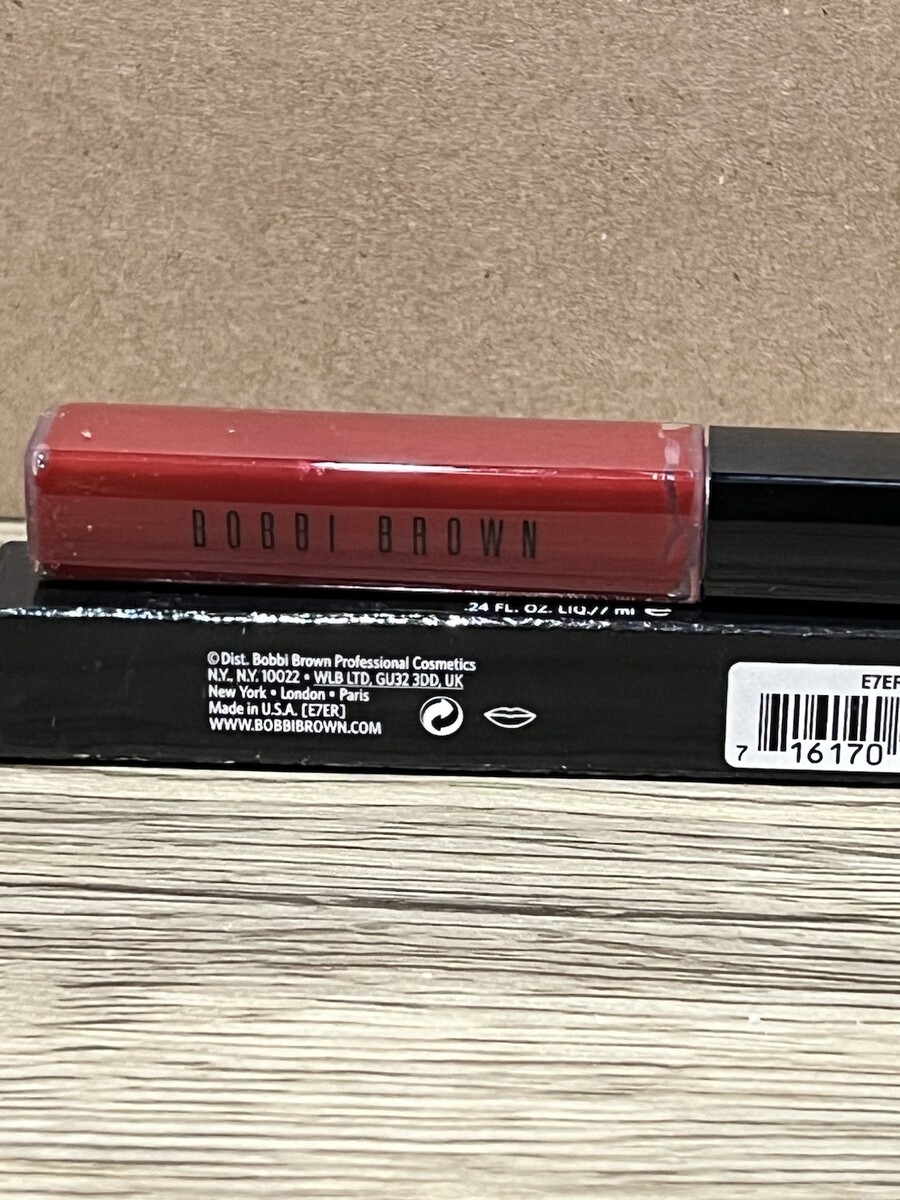 BOBBI BROWN
.24 FL. OZ. LIQ./7 ml e
©Dist. Bobbi Brown Professional Cosmetics
N.Y., N.Y. 10022 • WLB LTD, GU32 3DD, UK
New York • London • Paris
Made in U.S.A. [E7ER]
WWW.BOBBIBROWN.COM
E7ER
7 16170